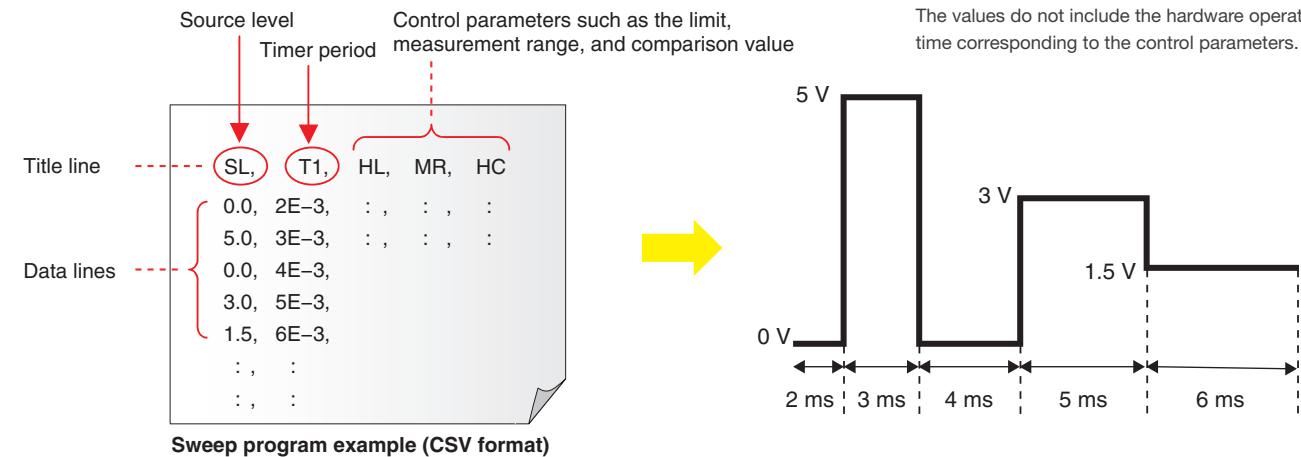 Source level
Timer period
Control parameters such as the limit,
measurement range, and comparison value
The values do not include the hardware
time corresponding to the control parameters.
Title line
SL, T1, HL, MR, HC
Data lines
0.0, 2E−3, : , : , :
5.0, 3E−3, : , : , :
0.0, 4E−3,
3.0, 5E−3,
1.5, 6E−3,
: , :
: , :
Sweep program example (CSV format)
5 V
3 V
1.5 V
0 V
2 ms 3 ms 4 ms 5 ms 6 ms